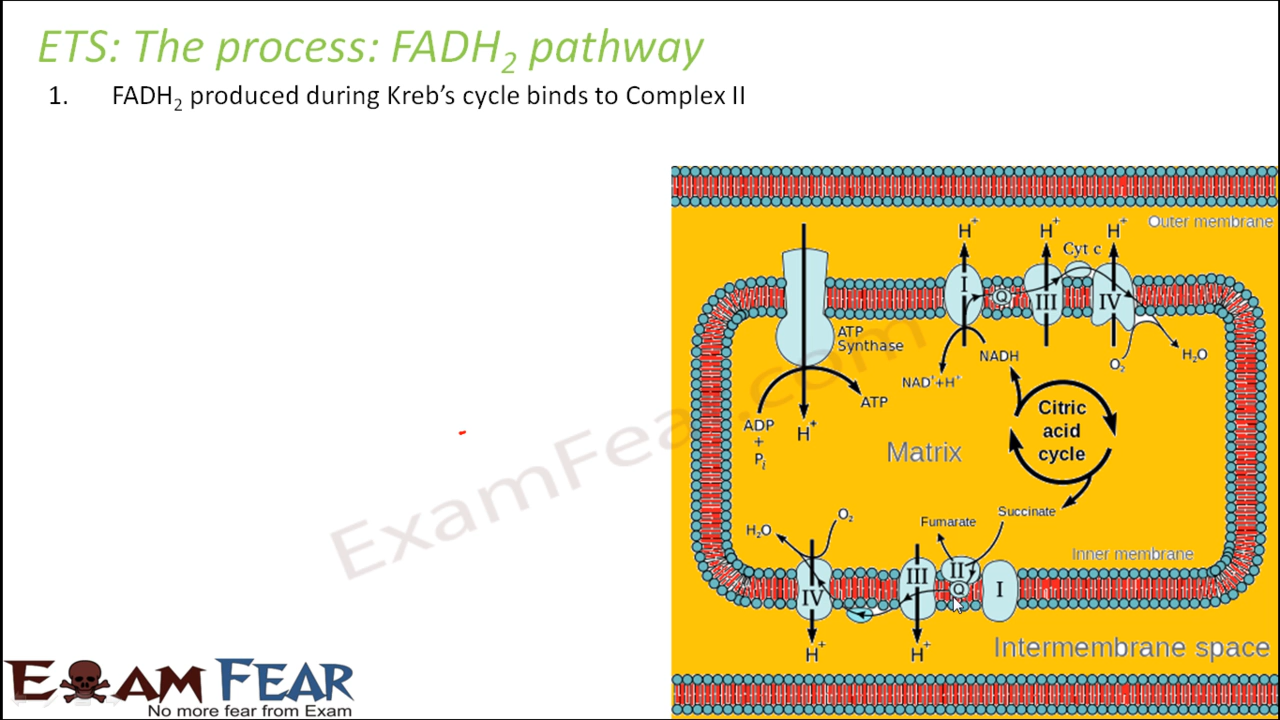 ETS: The process: FADH₂ pathway
1. FADH₂ produced during Kreb's cycle binds to Complex II
Outer membrane
H⁺
H⁺
H⁺
Cyt c
I
Q
III
IV
ATP
Synthase
NADH
NAD⁺+H⁺
O₂
H₂O
ATP
ADP
+
Pi
H⁺
Citric
acid
cycle
Matrix
ExamFear.com
Succinate
Fumarate
O₂
H₂O
Inner membrane
IV
III
II
Q
I
H⁺
H⁺
Intermembrane space
EXAM FEAR
No more fear from Exam